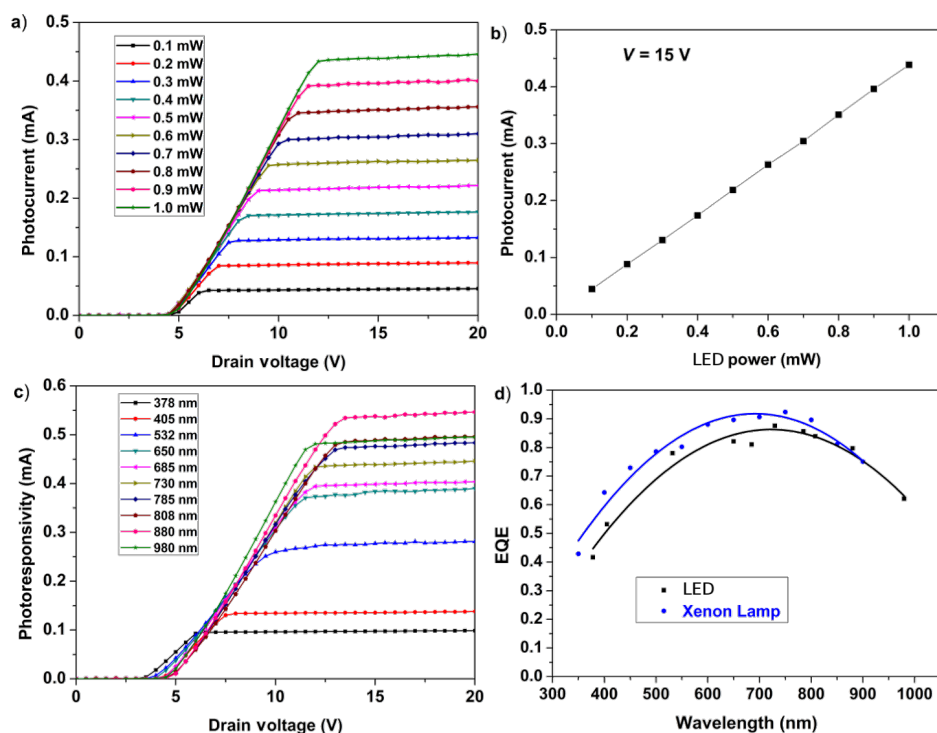 a)
0.5
0.4
0.3
0.2
0.1
0.0
Photocurrent (mA)
0.1 mW
0.2 mW
0.3 mW
0.4 mW
0.5 mW
0.6 mW
0.7 mW
0.8 mW
0.9 mW
1.0 mW
0
5
10
15
20
Drain voltage (V)
b)
V = 15 V
0.5
0.4
0.3
0.2
0.1
0.0
Photocurrent (mA)
0.0
0.2
0.4
0.6
0.8
1.0
LED power (mW)
c)
0.6
0.5
0.4
0.3
0.2
0.1
0.0
Photoresponsivity (mA)
378 nm
405 nm
532 nm
650 nm
685 nm
730 nm
785 nm
808 nm
880 nm
980 nm
0
5
10
15
20
Drain voltage (V)
d)
1.0
0.9
0.8
0.7
0.6
0.5
0.4
0.3
0.2
0.1
0.0
EQE
LED
Xenon Lamp
300
400
500
600
700
800
900
1000
Wavelength (nm)